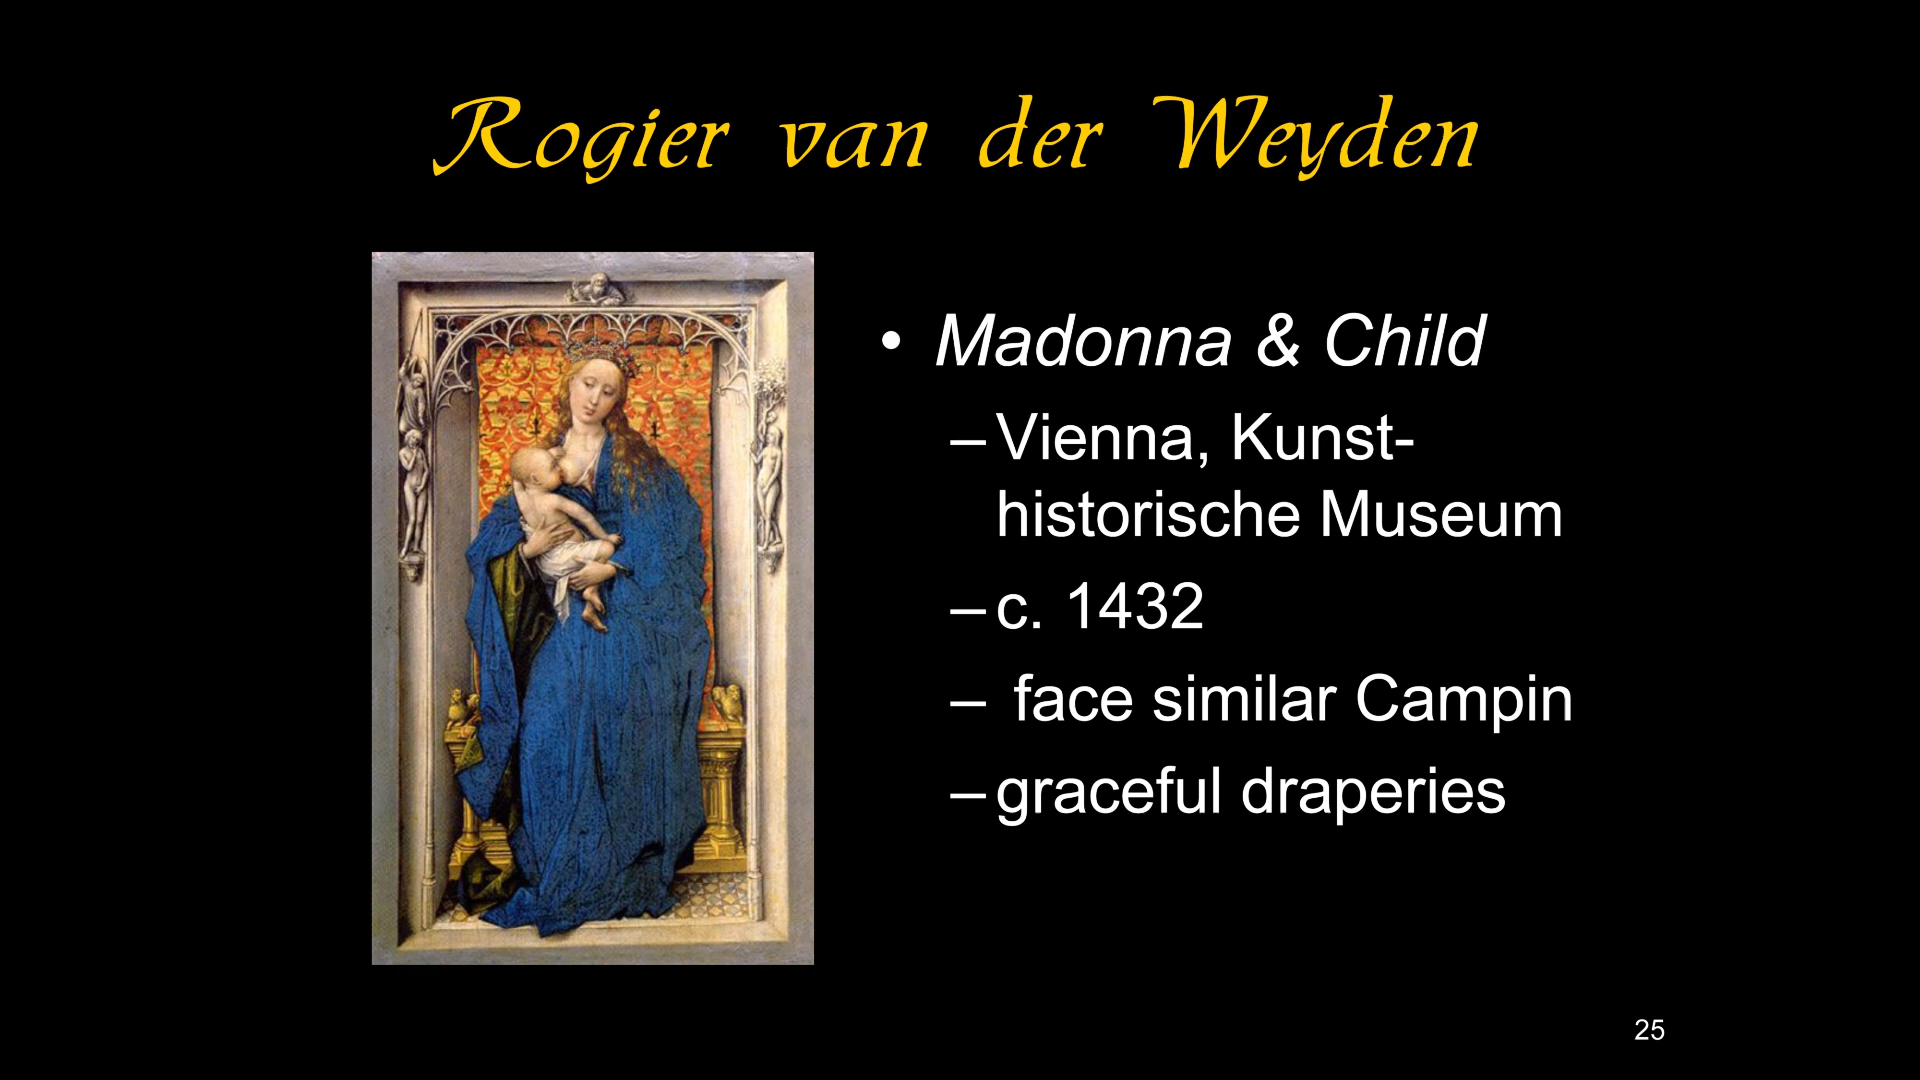 Rogier van der Weyden
• Madonna & Child
– Vienna, Kunst-
historische Museum
– c. 1432
– face similar Campin
– graceful draperies
25